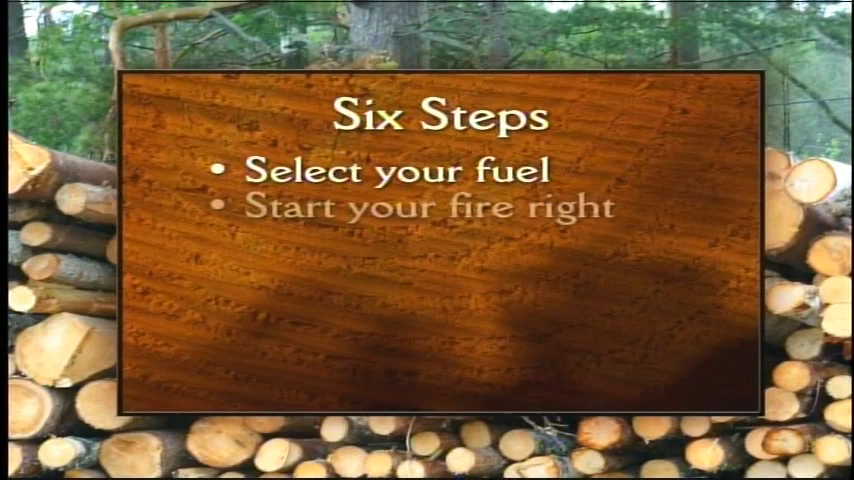 Six Steps
• Select your fuel
• Start your fire right